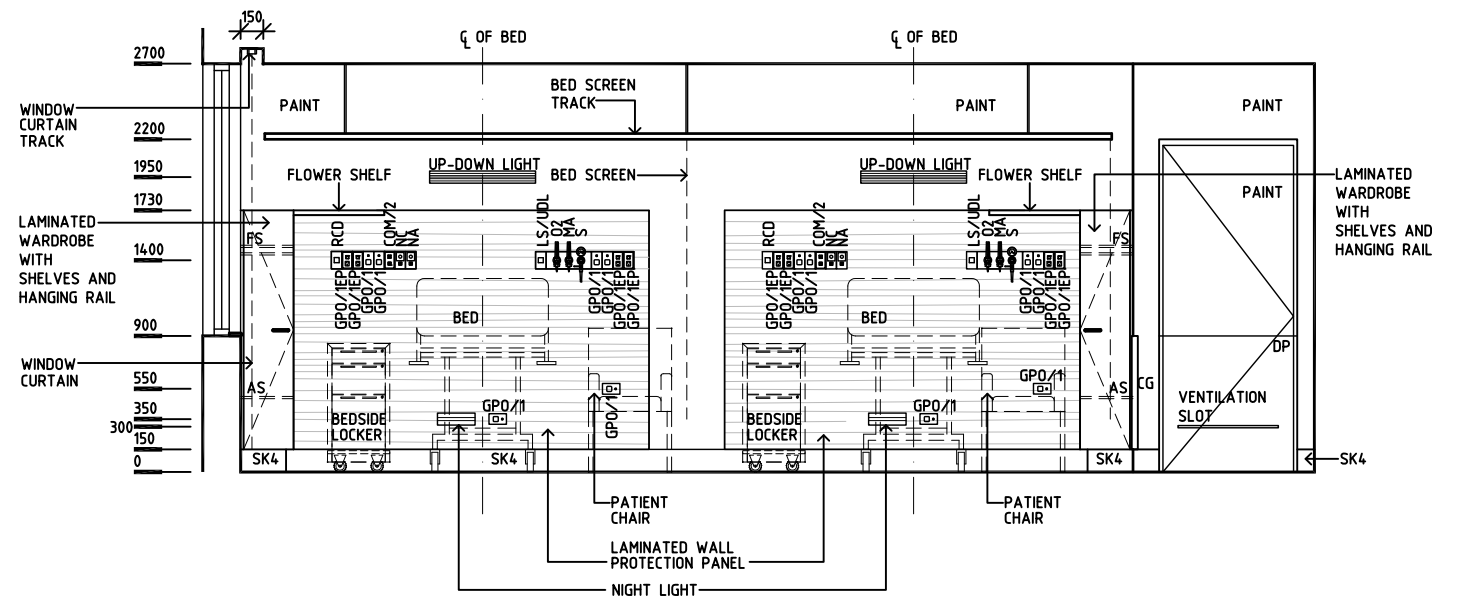 150
℄ OF BED
℄ OF BED
2700
BED SCREEN
TRACK
PAINT
PAINT
PAINT
WINDOW
CURTAIN
TRACK
2200
UP-DOWN LIGHT
UP-DOWN LIGHT
1950
FLOWER SHELF
BED SCREEN
FLOWER SHELF
PAINT
LAMINATED
WARDROBE
WITH
SHELVES AND
HANGING RAIL
1730
LAMINATED
WARDROBE
WITH
SHELVES AND
HANGING RAIL
FS
RCD
COM/2
NC
NA
LS/UDL
O2
MA
S
RCD
COM/2
NC
NA
LS/UDL
O2
MA
S
FS
1400
GPO/1EP
GPO/1EP
GPO/1
GPO/1
GPO/1
GPO/1
GPO/1EP
GPO/1EP
GPO/1EP
GPO/1EP
GPO/1
GPO/1
GPO/1
GPO/1
GPO/1EP
GPO/1EP
BED
BED
900
DP
WINDOW
CURTAIN
550
AS
GPO/1
AS
CG
VENTILATION
SLOT
350
300
GPO/1
GPO/1
GPO/1
BEDSIDE
LOCKER
BEDSIDE
LOCKER
150
0
SK4
SK4
SK4
SK4
PATIENT
CHAIR
PATIENT
CHAIR
LAMINATED WALL
PROTECTION PANEL
NIGHT LIGHT